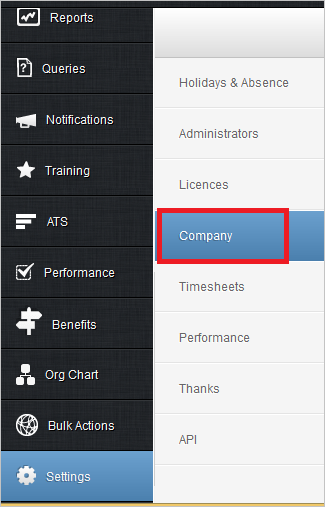 Reports
Queries
Notifications
Training
ATS
Performance
Benefits
Org Chart
Bulk Actions
Settings
Holidays & Absence
Administrators
Licences
Company
Timesheets
Performance
Thanks
API